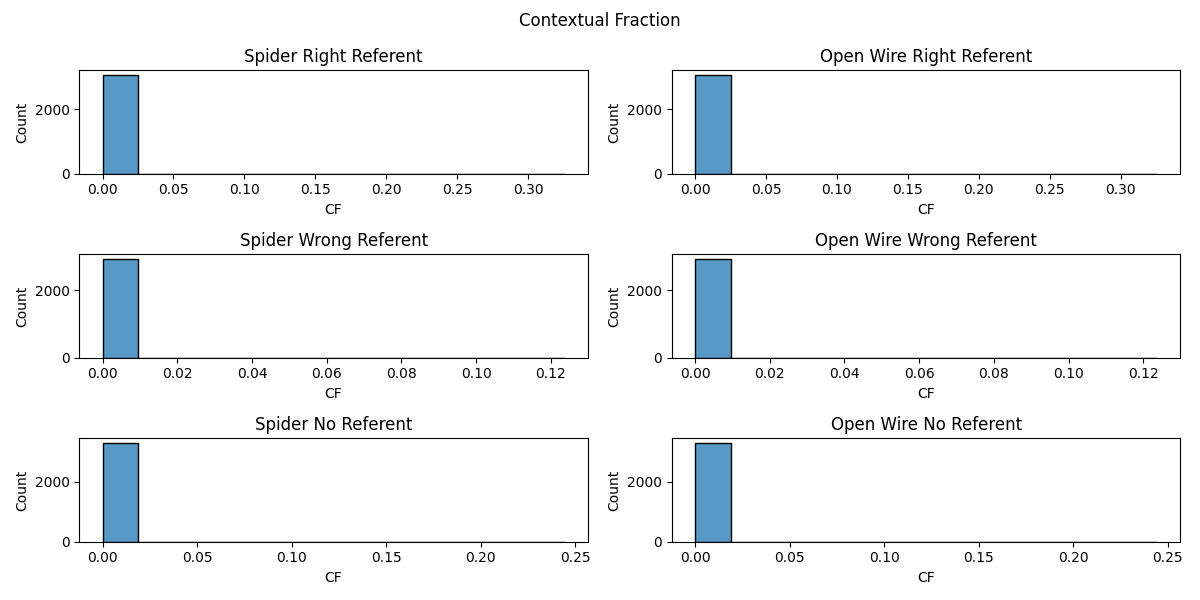 Contextual Fraction
Spider Right Referent
Count
2000
0
0.00 0.05 0.10 0.15 0.20 0.25 0.30
CF
Open Wire Right Referent
Count
2000
0
0.00 0.05 0.10 0.15 0.20 0.25 0.30
CF
Spider Wrong Referent
Count
2000
0
0.00 0.02 0.04 0.06 0.08 0.10 0.12
CF
Open Wire Wrong Referent
Count
2000
0
0.00 0.02 0.04 0.06 0.08 0.10 0.12
CF
Spider No Referent
Count
2000
0
0.00 0.05 0.10 0.15 0.20 0.25
CF
Open Wire No Referent
Count
2000
0
0.00 0.05 0.10 0.15 0.20 0.25
CF